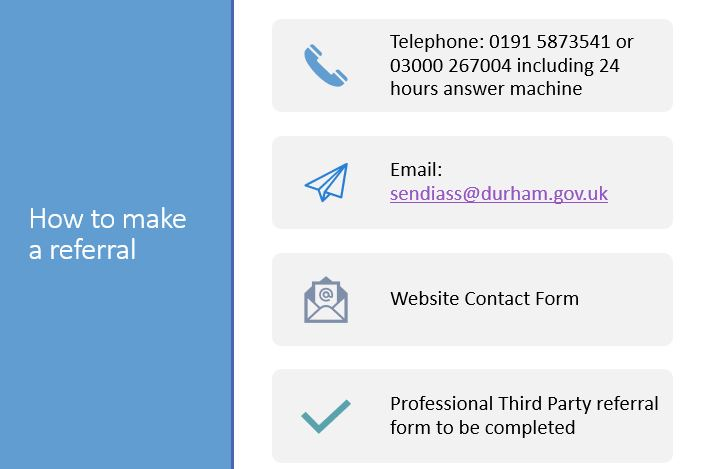 How to make
a referral
Telephone: 0191 5873541 or
03000 267004 including 24
hours answer machine
Email:
sendiass@durham.gov.uk
Website Contact Form
Professional Third Party referral
form to be completed